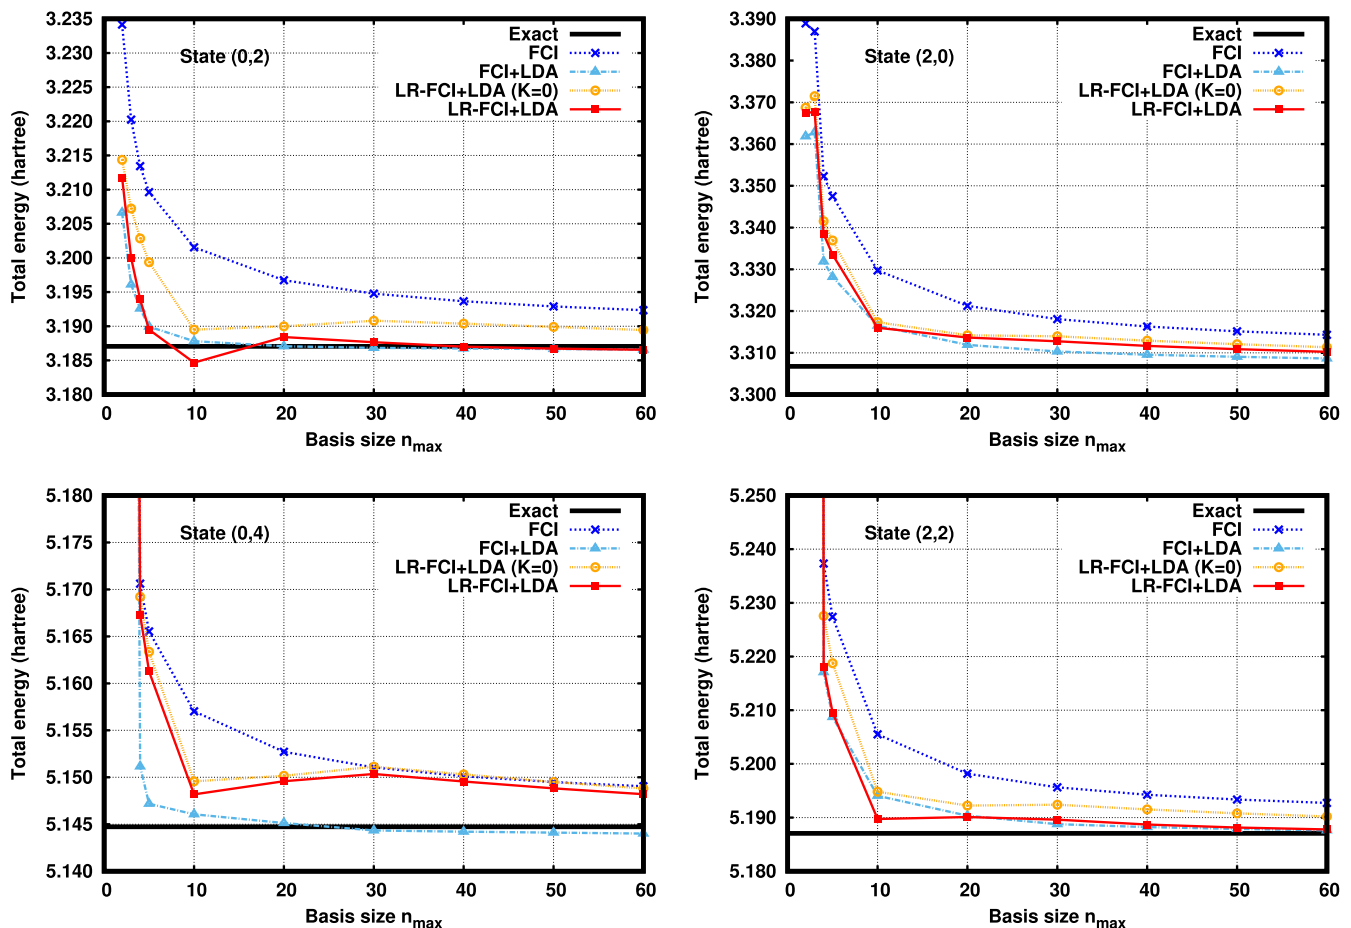 3.235
3.230
3.225
3.220
3.215
3.210
3.205
3.200
3.195
3.190
3.185
3.180
Total energy (hartree)
State (0,2)
Exact
FCI
FCI+LDA
LR-FCI+LDA (K=0)
LR-FCI+LDA
0 10 20 30 40 50 60
Basis size n_max
3.390
3.380
3.370
3.360
3.350
3.340
3.330
3.320
3.310
3.300
Total energy (hartree)
State (2,0)
Exact
FCI
FCI+LDA
LR-FCI+LDA (K=0)
LR-FCI+LDA
0 10 20 30 40 50 60
Basis size n_max
5.180
5.175
5.170
5.165
5.160
5.155
5.150
5.145
5.140
Total energy (hartree)
State (0,4)
Exact
FCI
FCI+LDA
LR-FCI+LDA (K=0)
LR-FCI+LDA
0 10 20 30 40 50 60
Basis size n_max
5.250
5.240
5.230
5.220
5.210
5.200
5.190
5.180
Total energy (hartree)
State (2,2)
Exact
FCI
FCI+LDA
LR-FCI+LDA (K=0)
LR-FCI+LDA
0 10 20 30 40 50 60
Basis size n_max